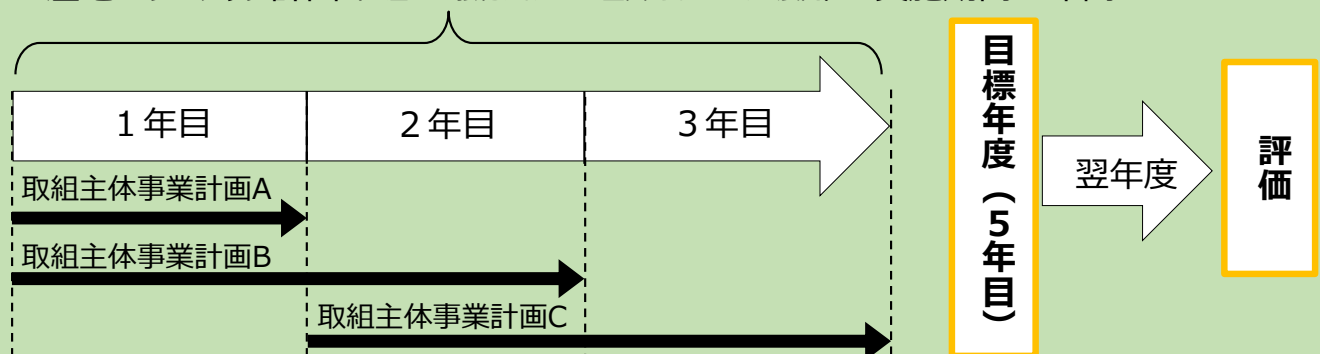 1年目
2年目
3年目
取組主体事業計画A
取組主体事業計画B
取組主体事業計画C
目標年度（5年目）
翌年度
評価